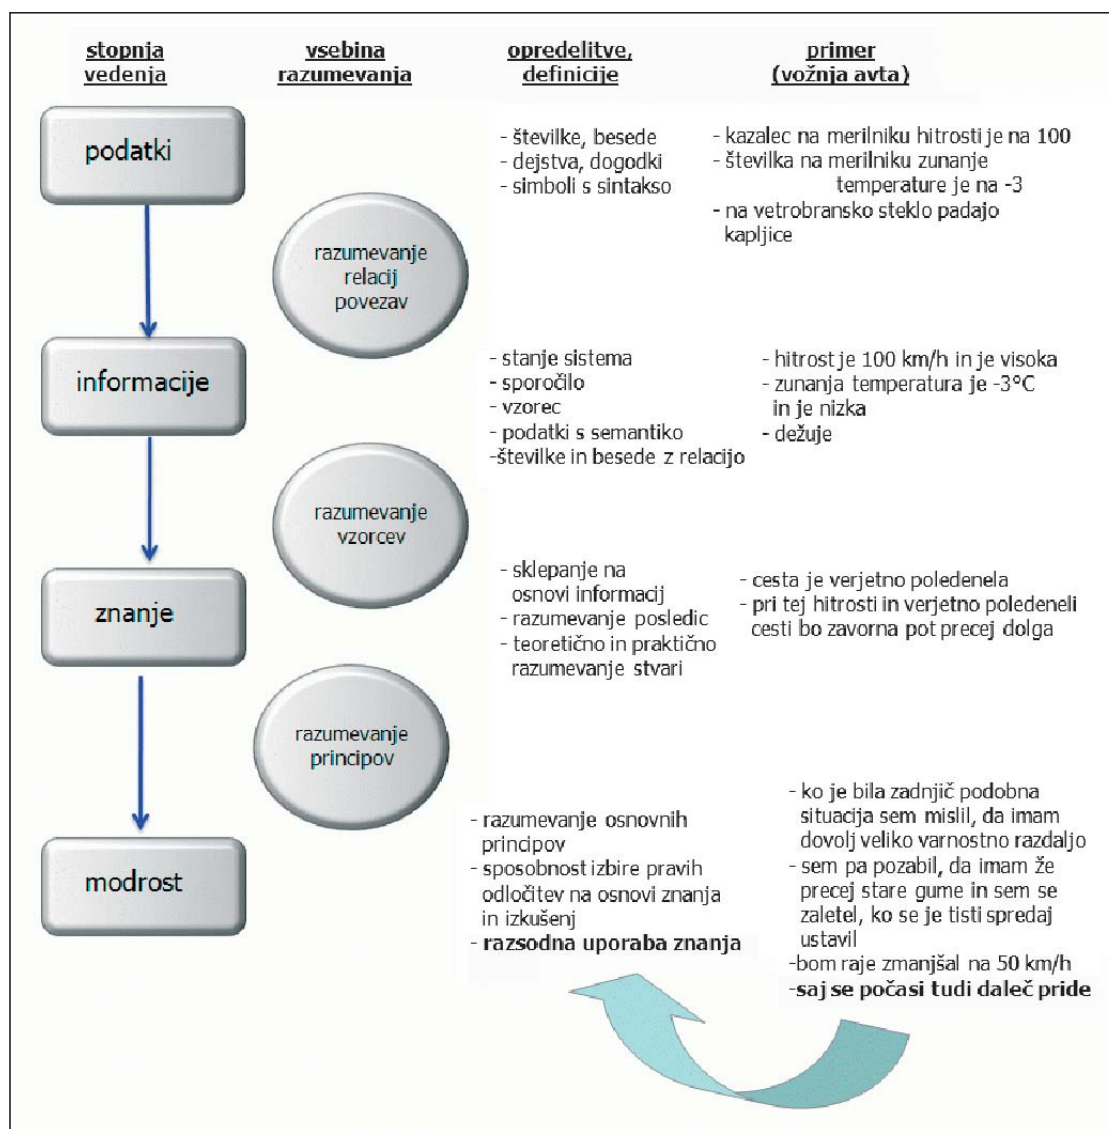 stopnja
vedenja
vsebina
razumevanja
opredelitve,
definicije
primer
(vožnja avta)
podatki
- številke, besede
- dejstva, dogodki
- simboli s sintakso
- kazalec na merilniku hitrosti je na 100
- številka na merilniku zunanje
temperature je na -3
- na vetrobransko steklo padajo
kapljice
razumevanje
relacij
povezav
informacije
- stanje sistema
- sporočilo
- vzorec
- podatki s semantiko
-številke in besede z relacijo
- hitrost je 100 km/h in je visoka
- zunanja temperatura je -3°C
in je nizka
- dežuje
razumevanje
vzorcev
znanje
- sklepanje na
osnovi informacij
- razumevanje posledic
- teoretično in praktično
razumevanje stvari
- cesta je verjetno poledenela
- pri tej hitrosti in verjetno poledeneli
cesti bo zavorna pot precej dolga
razumevanje
principov
modrost
- razumevanje osnovnih
principov
- sposobnost izbire pravih
odločitev na osnovi znanja
in izkušenj
- razsodna uporaba znanja
- ko je bila zadnjič podobna
situacija sem mislil, da imam
dovolj veliko varnostno razdaljo
- sem pa pozabil, da imam že
precej stare gume in sem se
zaletel, ko se je tisti spredaj
ustavil
-bom raje zmanjšal na 50 km/h
-saj se počasi tudi daleč pride